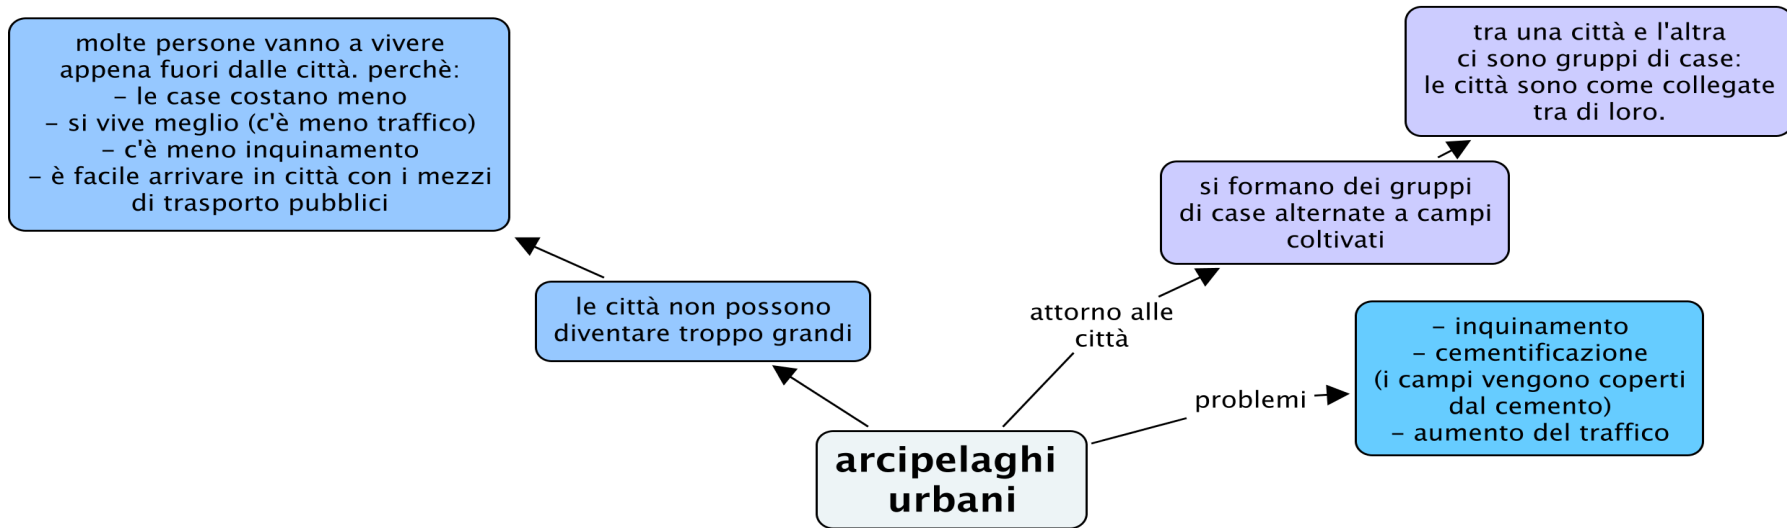 molte persone vanno a vivere
appena fuori dalle città. perchè:
– le case costano meno
– si vive meglio (c'è meno traffico)
– c'è meno inquinamento
– è facile arrivare in città con i mezzi
di trasporto pubblici
tra una città e l'altra
ci sono gruppi di case:
le città sono come collegate
tra di loro.
si formano dei gruppi
di case alternate a campi
coltivati
le città non possono
diventare troppo grandi
attorno alle
città
– inquinamento
– cementificazione
(i campi vengono coperti
dal cemento)
– aumento del traffico
problemi
arcipelaghi
urbani